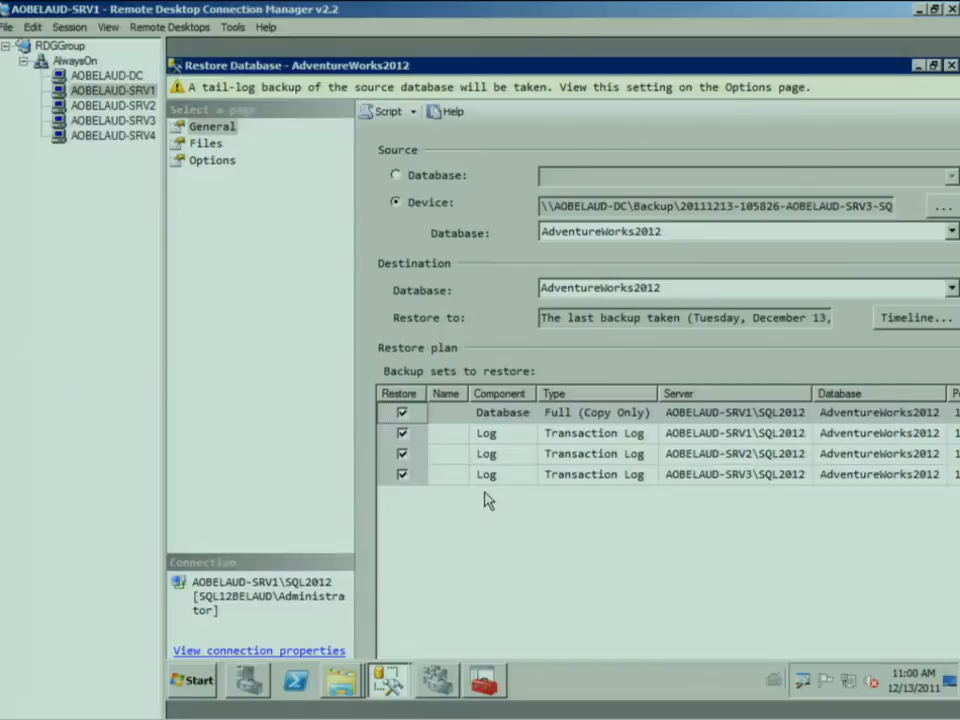 AOBELAUD-SRV1 - Remote Desktop Connection Manager v2.2
File Edit Session View Remote Desktops Tools Help
RDGGroup
AlwaysOn
AOBELAUD-DC
AOBELAUD-SRV1
AOBELAUD-SRV2
AOBELAUD-SRV3
AOBELAUD-SRV4
Restore Database - AdventureWorks2012
A tail-log backup of the source database will be taken. View this setting on the Options page.
Select a page
General
Files
Options
Script Help
Source
Database:
Device: \\AOBELAUD-DC\Backup\20111213-105826-AOBELAUD-SRV3-SQ ...
Database: AdventureWorks2012
Destination
Database: AdventureWorks2012
Restore to: The last backup taken (Tuesday, December 13, Timeline...
Restore plan
Backup sets to restore:
Restore Name Component Type Server Database P
Database Full (Copy Only) AOBELAUD-SRV1\SQL2012 AdventureWorks2012 1
Log Transaction Log AOBELAUD-SRV1\SQL2012 AdventureWorks2012 1
Log Transaction Log AOBELAUD-SRV2\SQL2012 AdventureWorks2012 1
Log Transaction Log AOBELAUD-SRV3\SQL2012 AdventureWorks2012 1
Connection
AOBELAUD-SRV1\SQL2012
[SQL12BELAUD\Administra
tor]
View connection properties
Start
11:00 AM
12/13/2011